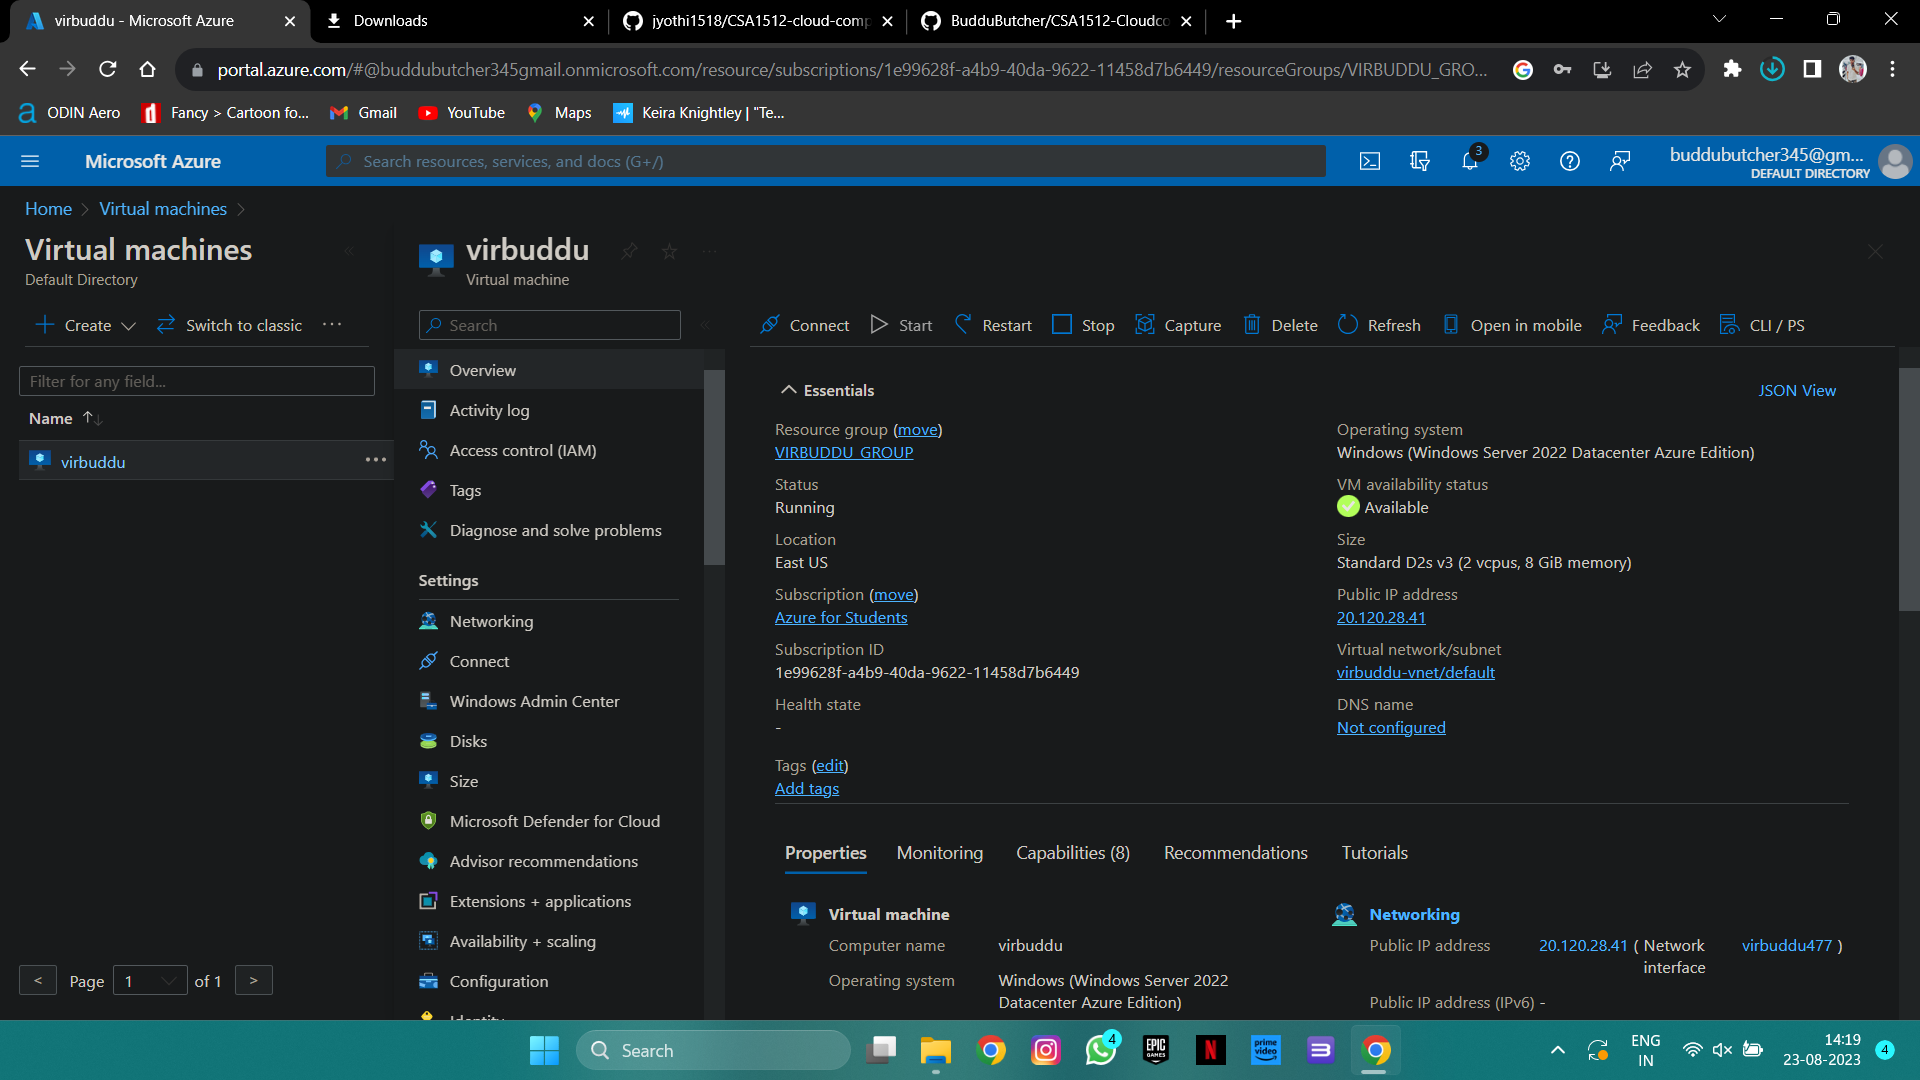 virbuddu - Microsoft Azure
Downloads
jyothi1518/CSA1512-cloud-comp
BudduButcher/CSA1512-Cloudco
portal.azure.com/#@buddubutcher345gmail.onmicrosoft.com/resource/subscriptions/1e99628f-a4b9-40da-9622-11458d7b6449/resourceGroups/VIRBUDDU_GRO...
ODIN Aero
Fancy > Cartoon fo...
Gmail
YouTube
Maps
Keira Knightley | "Te...
Microsoft Azure
Search resources, services, and docs (G+/)
3
buddubutcher345@gm...
DEFAULT DIRECTORY
Home > Virtual machines >
Virtual machines
Default Directory
Create
Switch to classic
Filter for any field...
Name
virbuddu
< Page 1 of 1 >
virbuddu
Virtual machine
Search
Overview
Activity log
Access control (IAM)
Tags
Diagnose and solve problems
Settings
Networking
Connect
Windows Admin Center
Disks
Size
Microsoft Defender for Cloud
Advisor recommendations
Extensions + applications
Availability + scaling
Configuration
Identity
Connect
Start
Restart
Stop
Capture
Delete
Refresh
Open in mobile
Feedback
CLI / PS
Essentials
JSON View
Resource group (move)
VIRBUDDU_GROUP
Status
Running
Location
East US
Subscription (move)
Azure for Students
Subscription ID
1e99628f-a4b9-40da-9622-11458d7b6449
Health state
-
Tags (edit)
Add tags
Operating system
Windows (Windows Server 2022 Datacenter Azure Edition)
VM availability status
Available
Size
Standard D2s v3 (2 vcpus, 8 GiB memory)
Public IP address
20.120.28.41
Virtual network/subnet
virbuddu-vnet/default
DNS name
Not configured
Properties
Monitoring
Capabilities (8)
Recommendations
Tutorials
Virtual machine
Computer name
virbuddu
Operating system
Windows (Windows Server 2022
Datacenter Azure Edition)
Networking
Public IP address
20.120.28.41 ( Network
interface
virbuddu477 )
Public IP address (IPv6) -
Search
4
EPIC
GAMES
N
prime
video
ENG
IN
14:19
23-08-2023
4